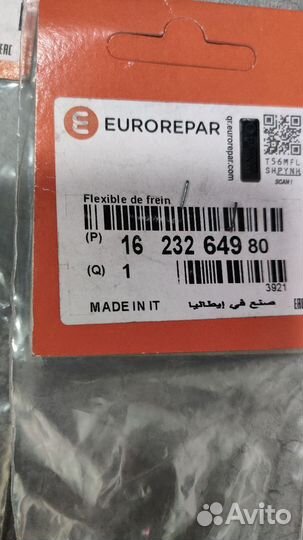 EUROREPAR
qr.eurorepar.com
T56MFL
SHPYNH
SCAN !
Flexible de frein
(P) 16 232 649 80
(Q) 1
3921
MADE IN IT صنع في إيطاليا
EAC
Avito